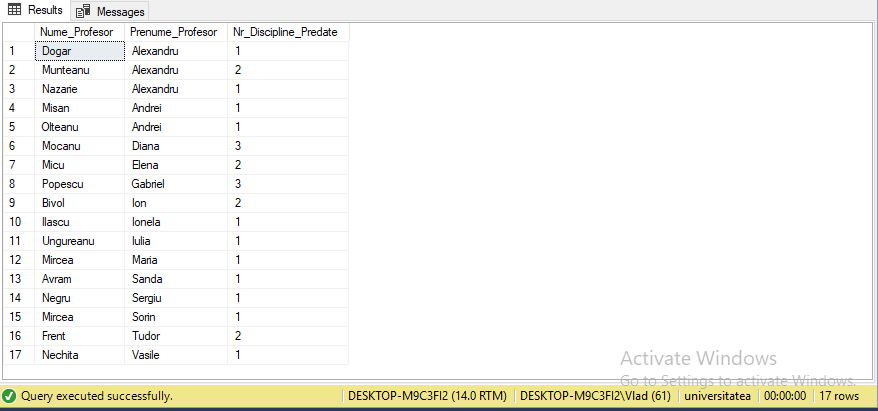 Results Messages
Nume_Profesor Prenume_Profesor Nr_Discipline_Predate
1 Dogar Alexandru 1
2 Munteanu Alexandru 2
3 Nazarie Alexandru 1
4 Misan Andrei 1
5 Olteanu Andrei 1
6 Mocanu Diana 3
7 Micu Elena 2
8 Popescu Gabriel 3
9 Bivol Ion 2
10 Ilascu Ionela 1
11 Ungureanu Iulia 1
12 Mircea Maria 1
13 Avram Sanda 1
14 Negru Sergiu 1
15 Mircea Sorin 1
16 Frent Tudor 2
17 Nechita Vasile 1
Activate Windows
Go to Settings to activate Windows.
Query executed successfully. DESKTOP-M9C3FI2 (14.0 RTM) DESKTOP-M9C3FI2\Vlad (61) universitatea 00:00:00 17 rows